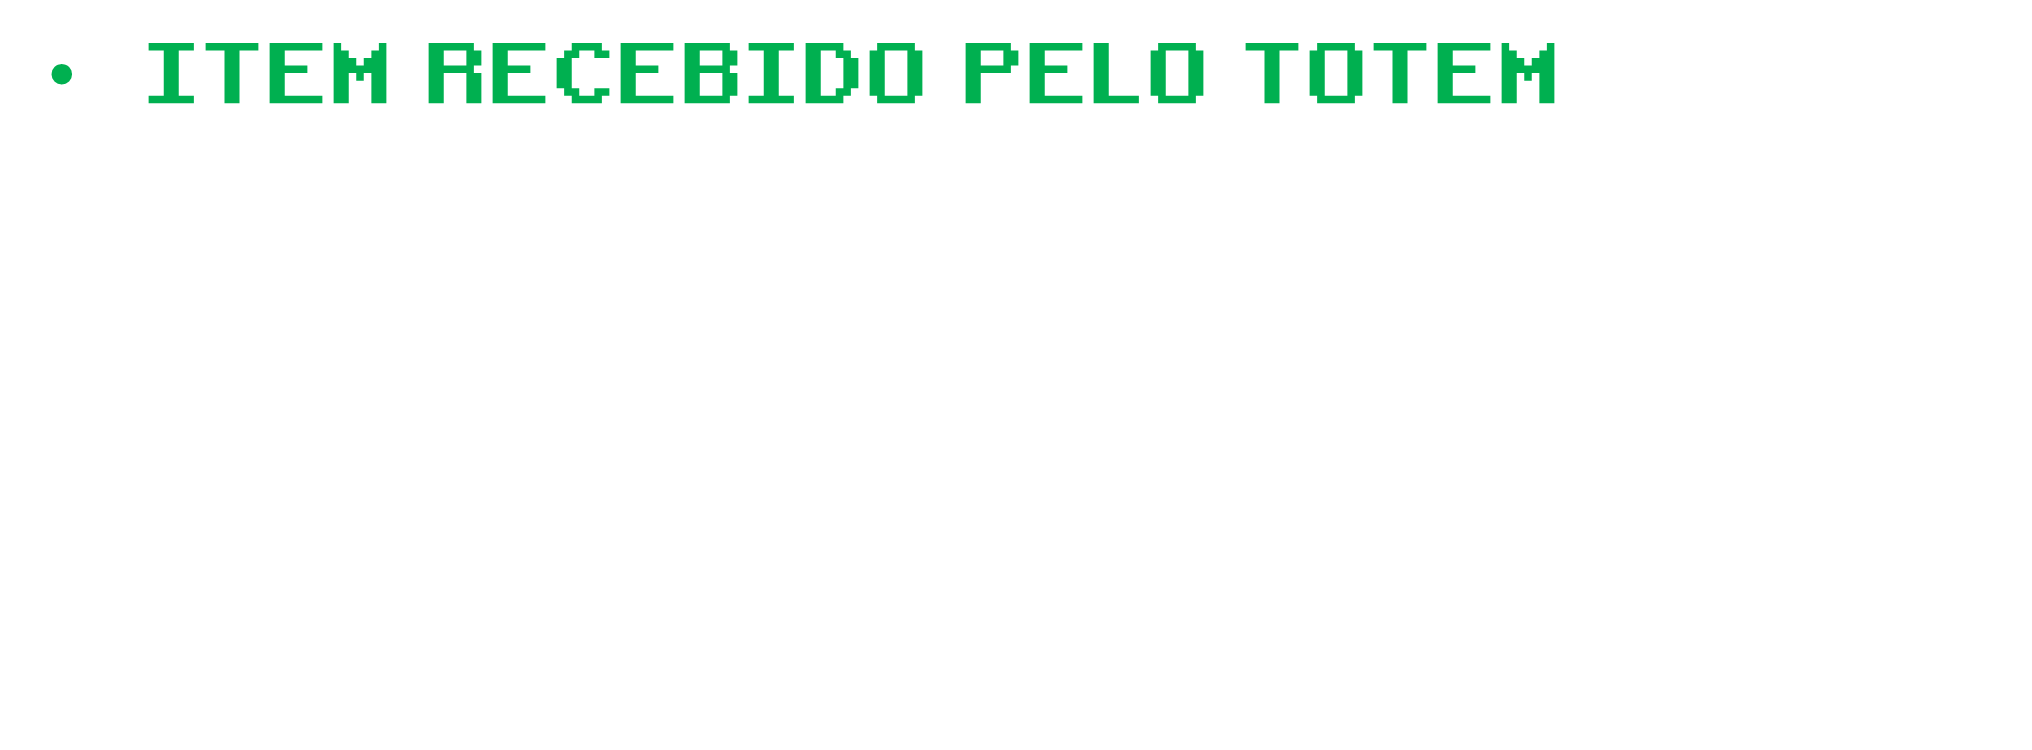 • ITEM RECEBIDO PELO TOTEM